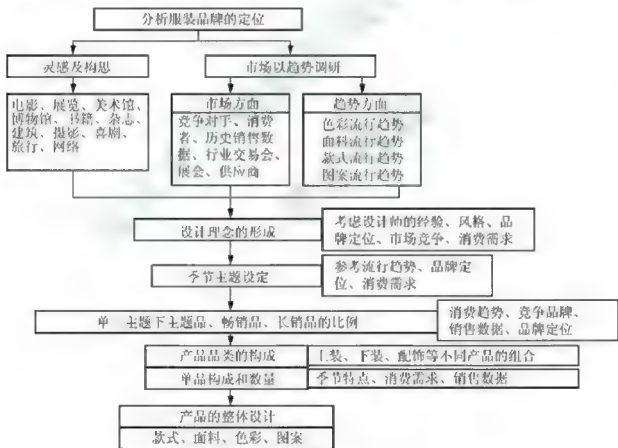 分析服装品牌的定位
灵感及构思
市场以趋势调研
电影、展览、美术馆、
博物馆、书籍、杂志、
建筑、摄影、喜剧、
旅行、网络
市场方面
竞争对手、消费
者、历史销售数
据、行业交易会、
展会、供应商
趋势方面
色彩流行趋势
面料流行趋势
款式流行趋势
图案流行趋势
设计理念的形成
考虑设计师的经验、风格、品
牌定位、市场竞争、消费需求
季节主题设定
参考流行趋势、品牌定
位、消费需求
单一主题下主题品、畅销品、长销品的比例
消费趋势、竞争品牌、
销售数据、品牌定位
产品品类的构成
上装、下装、配饰等不同产品的组合
单品构成和数量
季节特点、消费需求、销售数据
产品的整体设计
款式、面料、色彩、图案